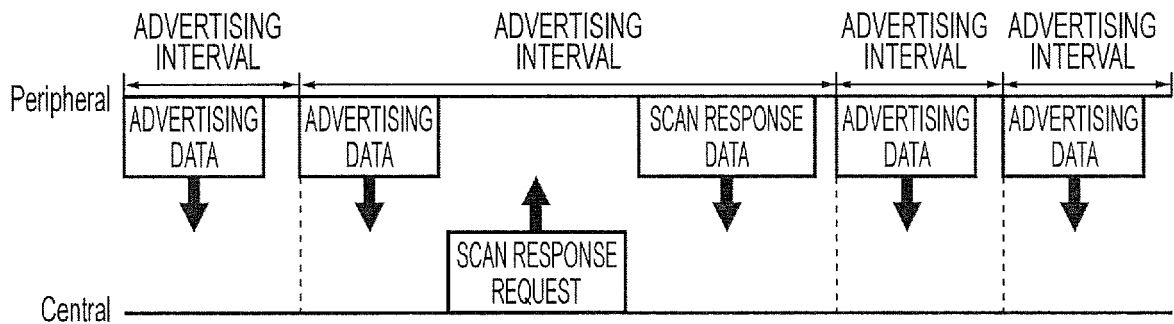 ADVERTISING
INTERVAL
ADVERTISING
INTERVAL
ADVERTISING
INTERVAL
ADVERTISING
INTERVAL
Peripheral
ADVERTISING
DATA
ADVERTISING
DATA
SCAN RESPONSE
DATA
ADVERTISING
DATA
ADVERTISING
DATA
SCAN RESPONSE
REQUEST
Central